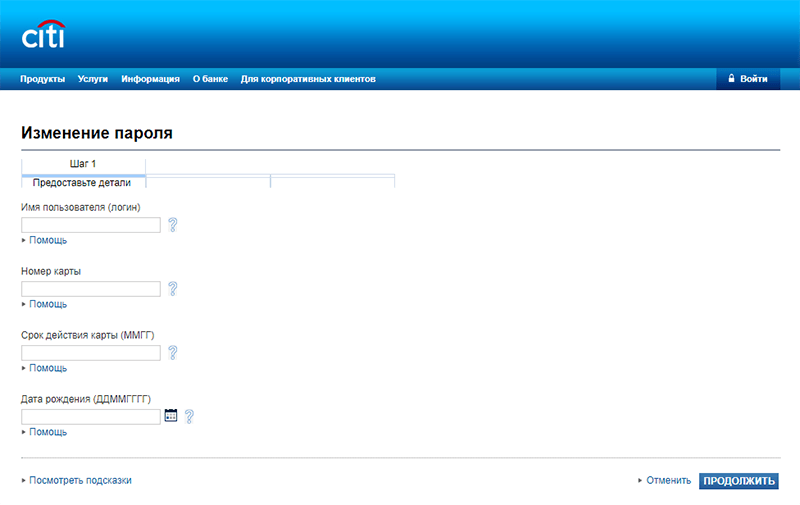 citi
Продукты Услуги Информация О банке Для корпоративных клиентов Войти
Изменение пароля
Шаг 1
Предоставьте детали
Имя пользователя (логин)
?
Помощь
Номер карты
?
Помощь
Срок действия карты (ММГГ)
?
Помощь
Дата рождения (ДДММГГГГ)
?
Помощь
Посмотреть подсказки Отменить ПРОДОЛЖИТЬ